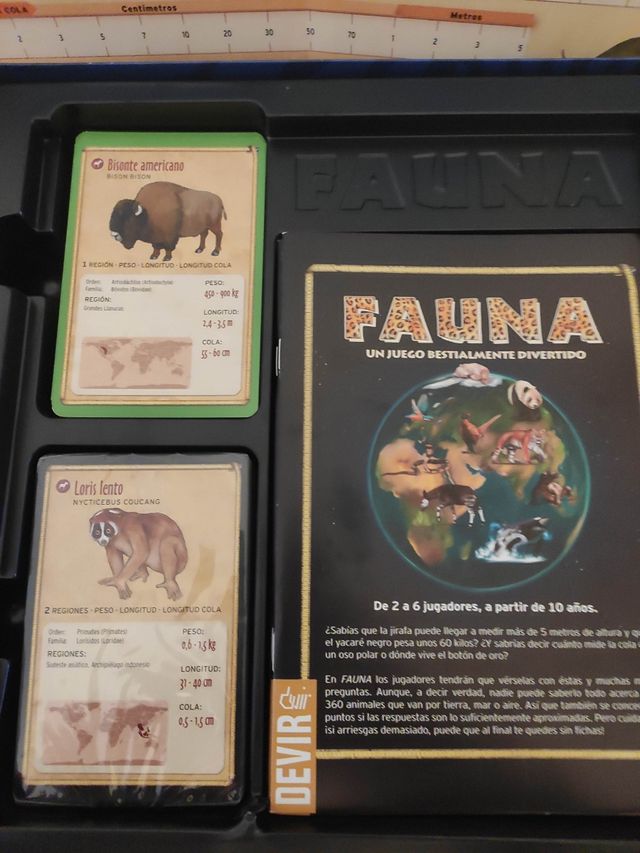 COLA
Centímetros
Metros
2 3 5 7 10 20 30 50 70 1 2 3 5
FAUNA
Bisonte americano
BISON BISON
1 REGIÓN · PESO · LONGITUD · LONGITUD COLA
Orden: Artiodáctilos (Artiodactyla)
Familia: Bóvidos (Bovidae)
REGIÓN:
Grandes Llanuras
PESO:
450 - 900 kg
LONGITUD:
2,4 - 3,5 m
COLA:
55 - 60 cm
Loris lento
NYCTICEBUS COUCANG
2 REGIONES · PESO · LONGITUD · LONGITUD COLA
Orden: Primates (Primates)
Familia: Lorísidos (Loridae)
REGIONES:
Sudeste asiático, Archipiélago Indonesio
PESO:
0,6 - 1,5 kg
LONGITUD:
31 - 40 cm
COLA:
0,5 - 1,5 cm
FAUNA
UN JUEGO BESTIALMENTE DIVERTIDO
De 2 a 6 jugadores, a partir de 10 años.
¿Sabías que la jirafa puede llegar a medir más de 5 metros de altura y
el yacaré negro pesa unos 60 kilos? ¿Y sabrías decir cuánto mide la cola
un oso polar o dónde vive el botón de oro?
En FAUNA los jugadores tendrán que vérselas con éstas y muchas
preguntas. Aunque, a decir verdad, nadie puede saberlo todo acerca
360 animales que van por tierra, mar o aire. Así que también se
puntos si las respuestas son lo suficientemente aproximadas. Pero
¡si arriesgas demasiado, puede que al final te quedes sin fichas!
DEVIR